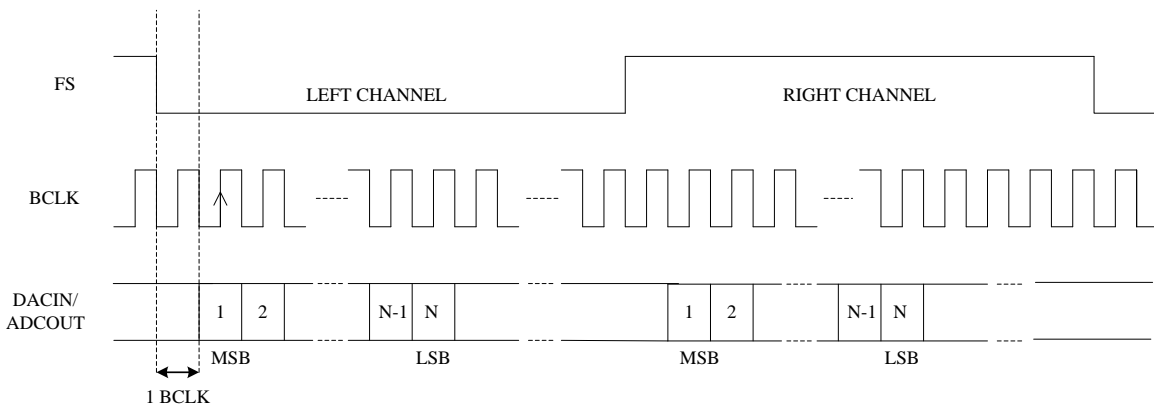 FS
LEFT CHANNEL
RIGHT CHANNEL
BCLK
DACIN/
ADCOUT
1
2
N-1
N
1
2
N-1
N
MSB
LSB
MSB
LSB
1 BCLK